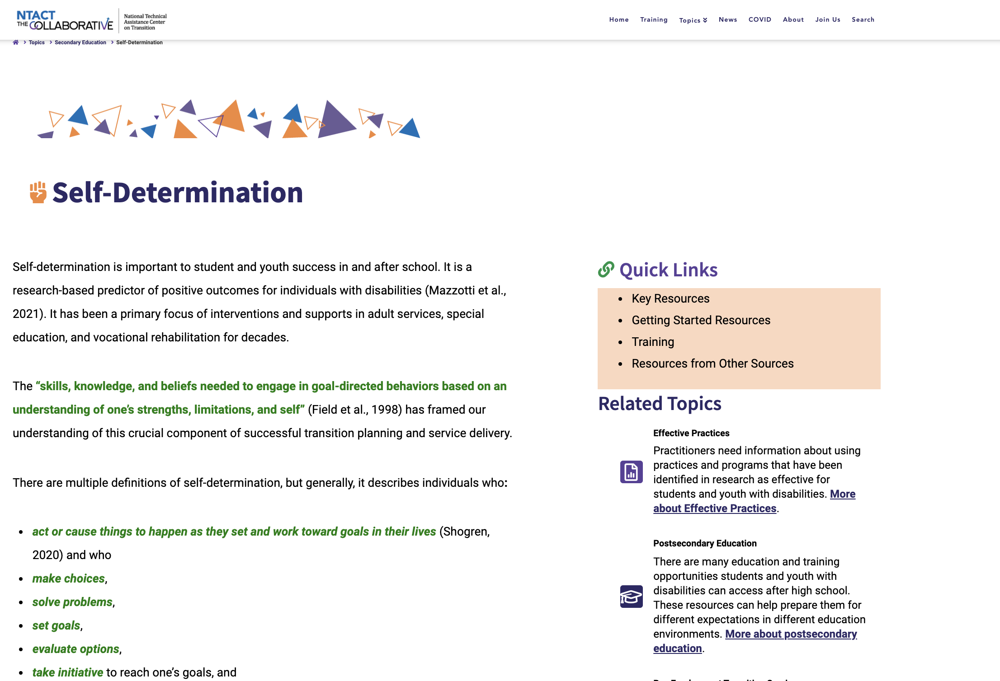 NTACT
THE COLLABORATIVE
National Technical
Assistance Center
on Transition
Home Training Topics News COVID About Join Us Search
Topics Secondary Education Self-Determination
Self-Determination
Self-determination is important to student and youth success in and after school. It is a
research-based predictor of positive outcomes for individuals with disabilities (Mazzotti et al.,
2021). It has been a primary focus of interventions and supports in adult services, special
education, and vocational rehabilitation for decades.
The “skills, knowledge, and beliefs needed to engage in goal-directed behaviors based on an
understanding of one’s strengths, limitations, and self” (Field et al., 1998) has framed our
understanding of this crucial component of successful transition planning and service delivery.
There are multiple definitions of self-determination, but generally, it describes individuals who:
• act or cause things to happen as they set and work toward goals in their lives (Shogren,
2020) and who
• make choices,
• solve problems,
• set goals,
• evaluate options,
• take initiative to reach one’s goals, and
Quick Links
• Key Resources
• Getting Started Resources
• Training
• Resources from Other Sources
Related Topics
Effective Practices
Practitioners need information about using
practices and programs that have been
identified in research as effective for
students and youth with disabilities. More
about Effective Practices.
Postsecondary Education
There are many education and training
opportunities students and youth with
disabilities can access after high school.
These resources can help prepare them for
different expectations in different education
environments. More about postsecondary
education.